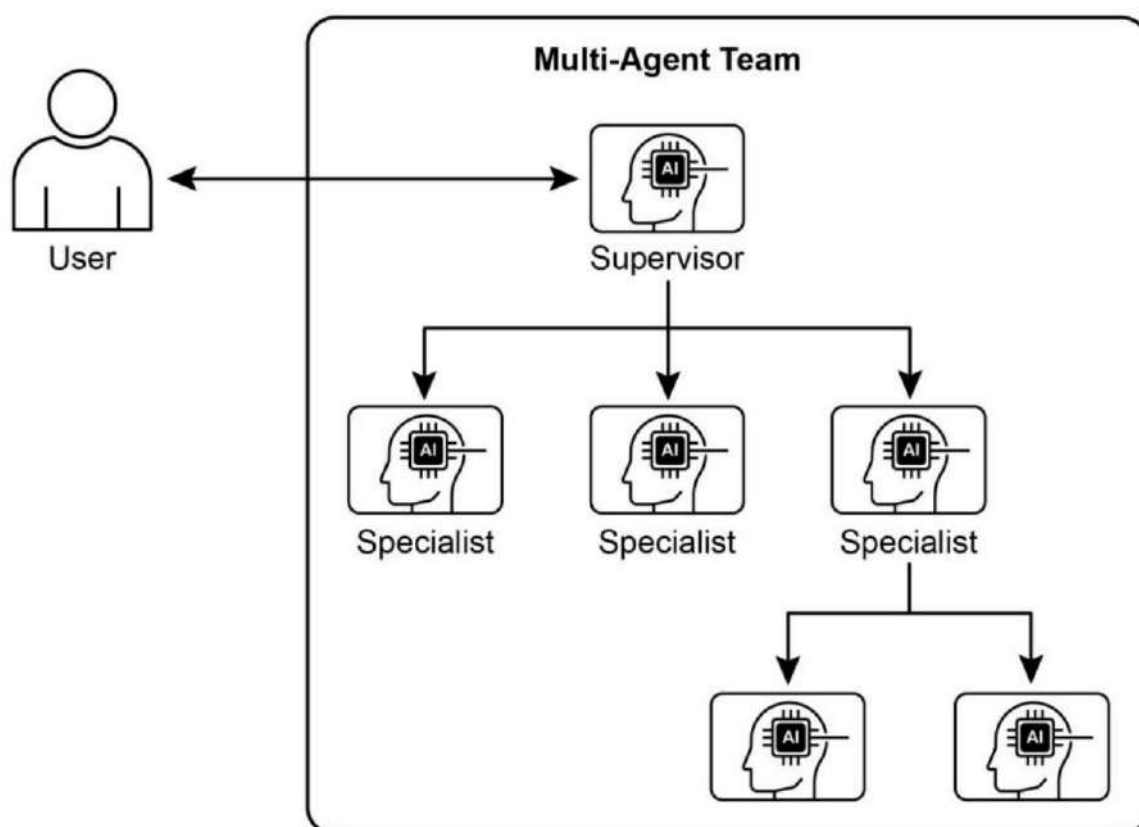 Multi-Agent Team
AI
User
Supervisor
AI
AI
AI
Specialist
Specialist
Specialist
AI
AI